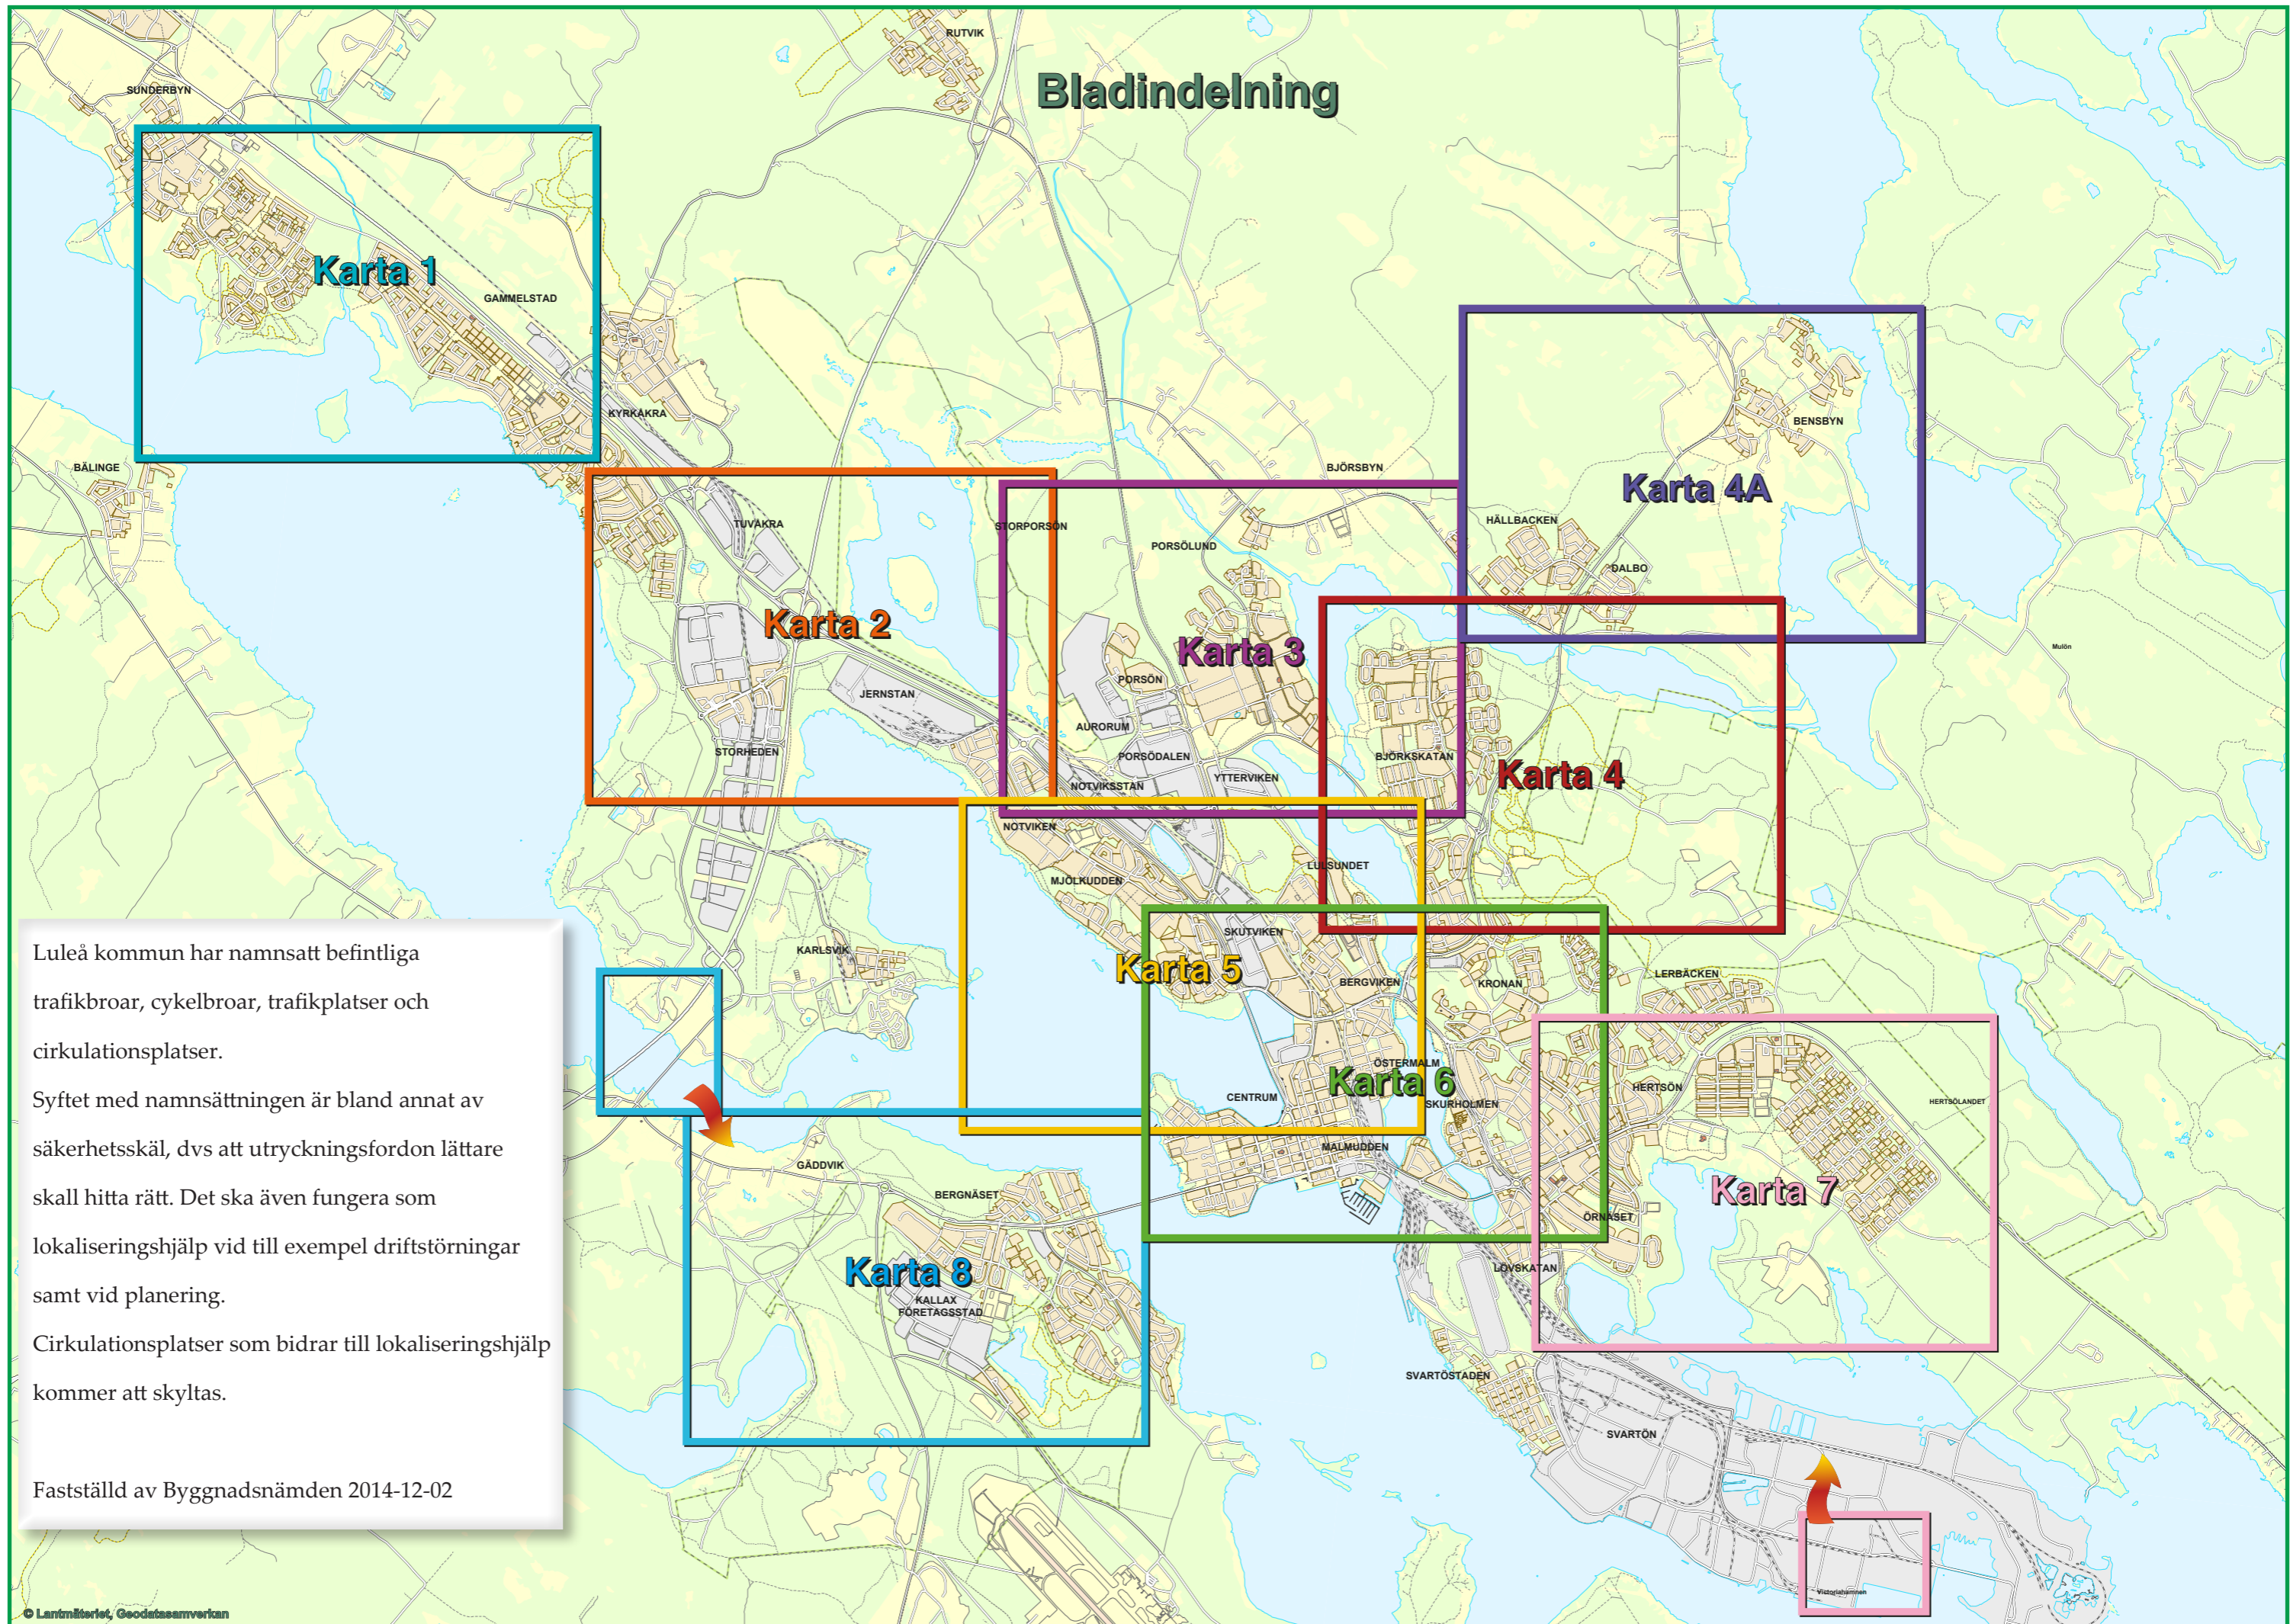 RUTVIK
Bladindelning
SUNDERBYN
Karta 1
GAMMELSTAD
KYRKÅKRA
BENSBYN
BÄLINGE
BJÖRSBYN
Karta 4A
TUVÅKRA
STORPORSÖN
HÄLLBACKEN
PORSÖLUND
DALBO
Karta 2
Karta 3
Mulön
PORSÖN
JERNSTAN
AURORUM
STORHEDEN
PORSÖDALEN
BJÖRKSKATAN
YTTERVIKEN
Karta 4
NOTVIKSSTAN
NOTVIKEN
LULSUNDET
MJÖLKUDDEN
SKUTVIKEN
KARLSVIK
Karta 5
LERBÄCKEN
BERGVIKEN
KRONAN
ÖSTERMALM
Karta 6
HERTSÖN
CENTRUM
SKURHOLMEN
HERTSÖLANDET
MALMUDDEN
GÄDDVIK
BERGNÄSET
Karta 7
ÖRNÄSET
Karta 8
LÖVSKATAN
KALLAX
FÖRETAGSSTAD
SVARTÖSTADEN
SVARTÖN
Victoriahamnen
Luleå kommun har namnsatt befintliga
trafikbroar, cykelbroar, trafikplatser och
cirkulationsplatser.
Syftet med namnsättningen är bland annat av
säkerhetsskäl, dvs att utryckningsfordon lättare
skall hitta rätt. Det ska även fungera som
lokaliseringshjälp vid till exempel driftstörningar
samt vid planering.
Cirkulationsplatser som bidrar till lokaliseringshjälp
kommer att skyltas.
Fastställd av Byggnadsnämden 2014-12-02
© Lantmäteriet, Geodatasamverkan